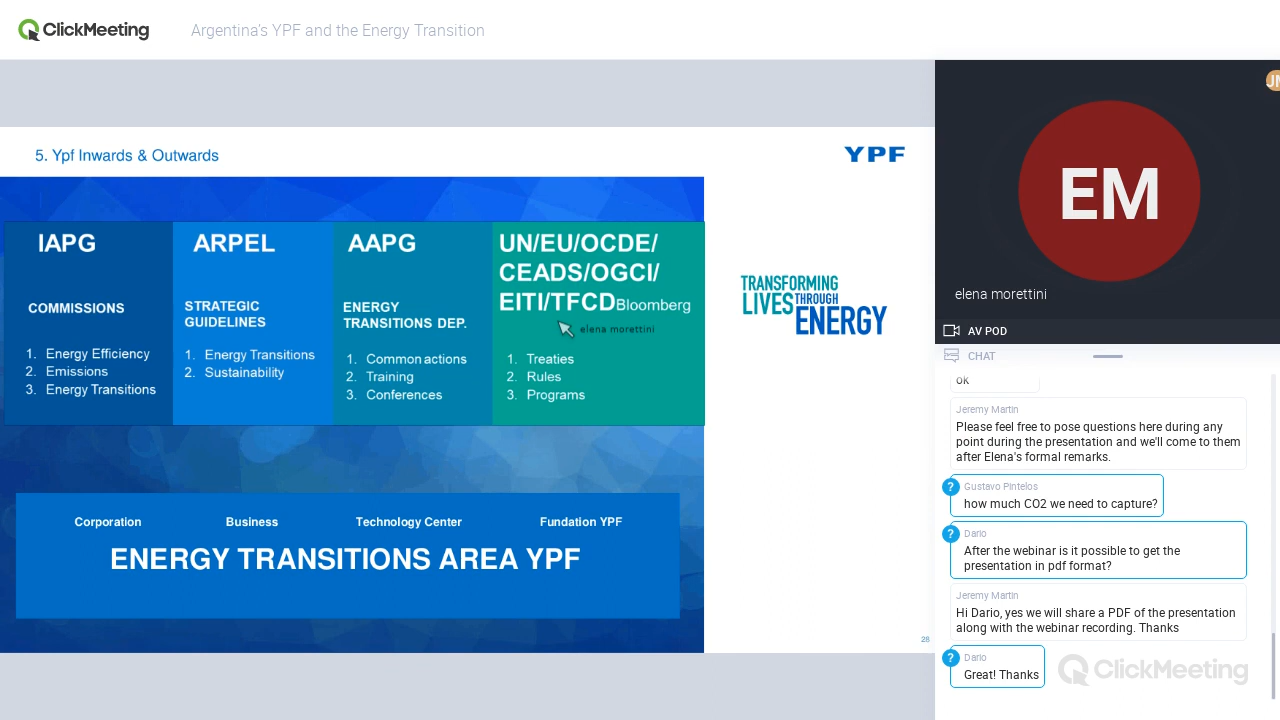 ClickMeeting
Argentina's YPF and the Energy Transition
5. Ypf Inwards & Outwards
YPF
IAPG
COMMISSIONS
1. Energy Efficiency
2. Emissions
3. Energy Transitions
ARPEL
STRATEGIC
GUIDELINES
1. Energy Transitions
2. Sustainability
AAPG
ENERGY
TRANSITIONS DEP.
1. Common actions
2. Training
3. Conferences
UN/EU/OCDE/
CEADS/OGCI/
EITI/TFCDBloomberg
elena morettini
1. Treaties
2. Rules
3. Programs
TRANSFORMING
LIVES THROUGH
ENERGY
Corporation Business Technology Center Fundation YPF
ENERGY TRANSITIONS AREA YPF
28
JM
EM
elena morettini
AV POD
CHAT
ok
Jeremy Martin
Please feel free to pose questions here during any
point during the presentation and we'll come to them
after Elena's formal remarks.
?
Gustavo Pintelos
how much CO2 we need to capture?
?
Dario
After the webinar is it possible to get the
presentation in pdf format?
Jeremy Martin
Hi Dario, yes we will share a PDF of the presentation
along with the webinar recording. Thanks
?
Dario
Great! Thanks
ClickMeeting